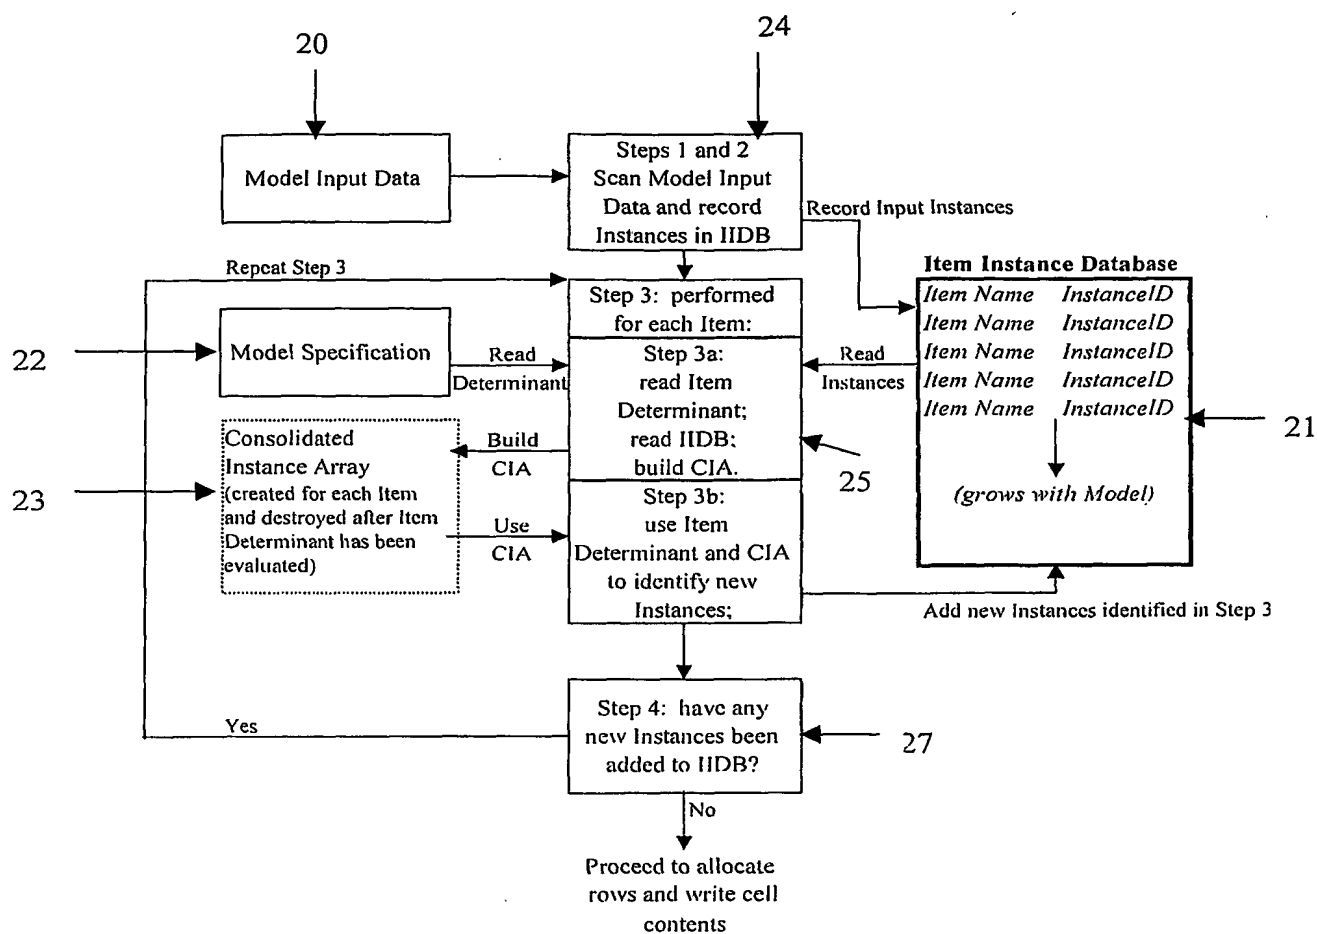 20
24
Model Input Data
Steps 1 and 2
Scan Model Input
Data and record
Instances in IIDB
Record Input Instances
Repeat Step 3
Item Instance Database
Item Name InstanceID
Item Name InstanceID
Item Name InstanceID
Item Name InstanceID
Item Name InstanceID
(grows with Model)
21
Step 3: performed
for each Item:
22
Model Specification
Read
Determinant
Step 3a:
read Item
Determinant;
read IIDB;
build CIA.
Read
Instances
25
23
Consolidated
Instance Array
(created for each Item
and destroyed after Item
Determinant has been
evaluated)
Build
CIA
Use
CIA
Step 3b:
use Item
Determinant and CIA
to identify new
Instances;
Add new Instances identified in Step 3
Yes
Step 4: have any
new Instances been
added to IIDB?
27
No
Proceed to allocate
rows and write cell
contents